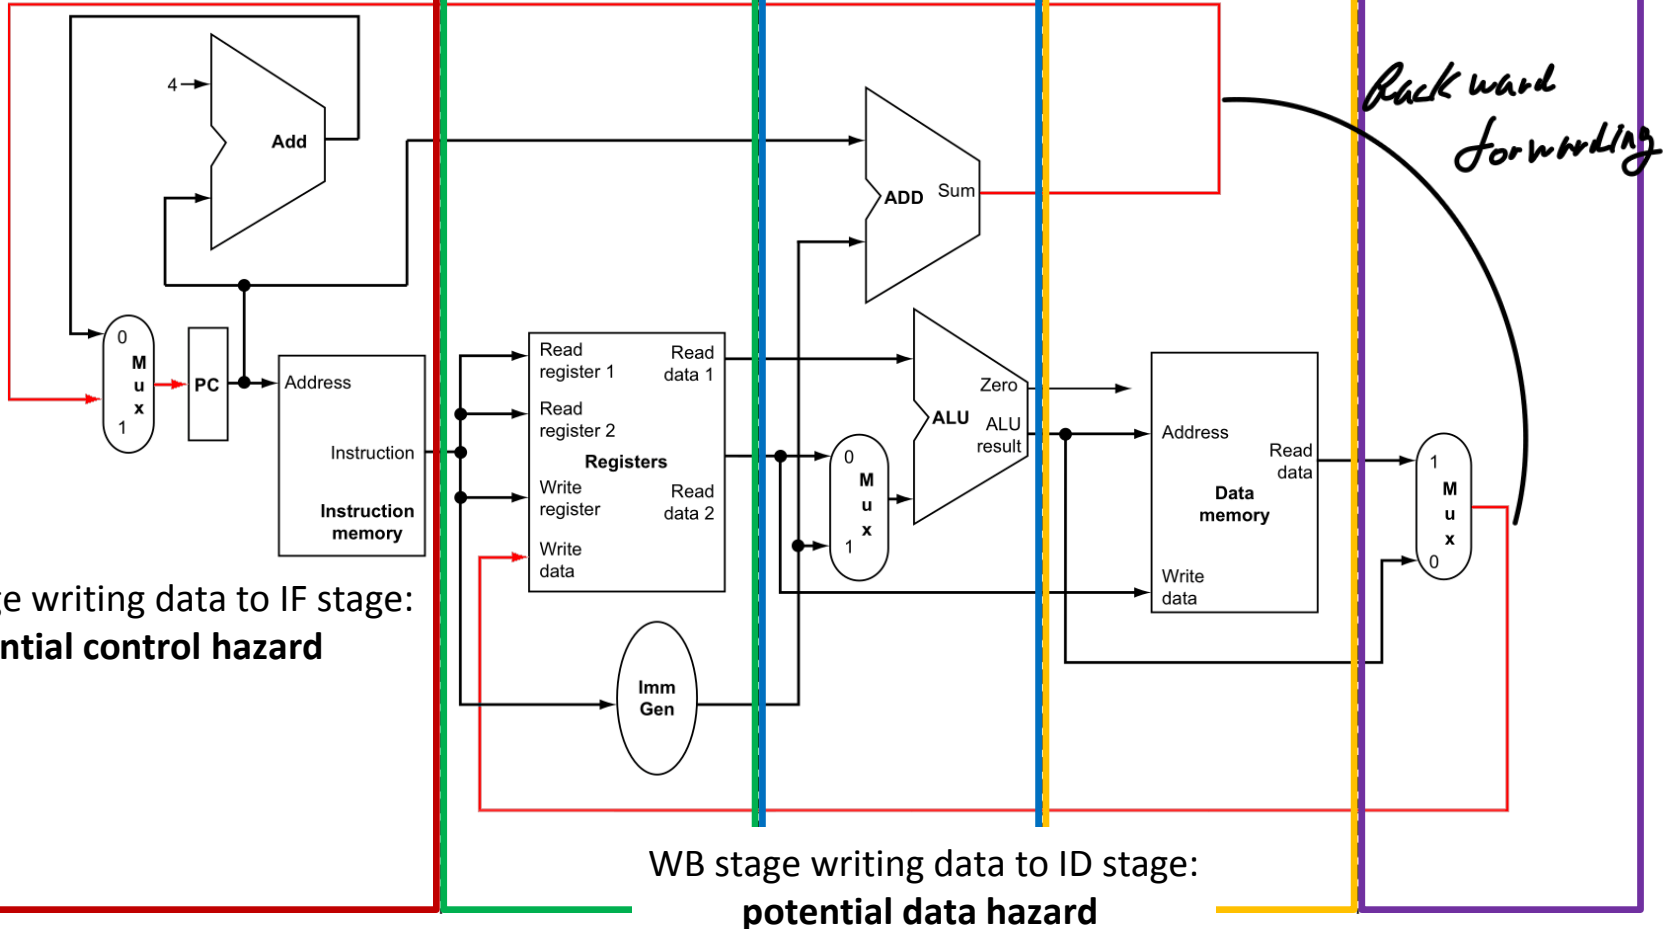 Back ward
forwarding
4
Add
ADD
Sum
0
M
u
x
1
PC
Address
Instruction
Instruction
memory
Read
register 1
Read
data 1
Read
register 2
Registers
Write
register
Read
data 2
Write
data
Imm
Gen
0
M
u
x
1
Zero
ALU
ALU
result
Address
Read
data
Data
memory
Write
data
1
M
u
x
0
ge writing data to IF stage:
ntial control hazard
WB stage writing data to ID stage:
potential data hazard